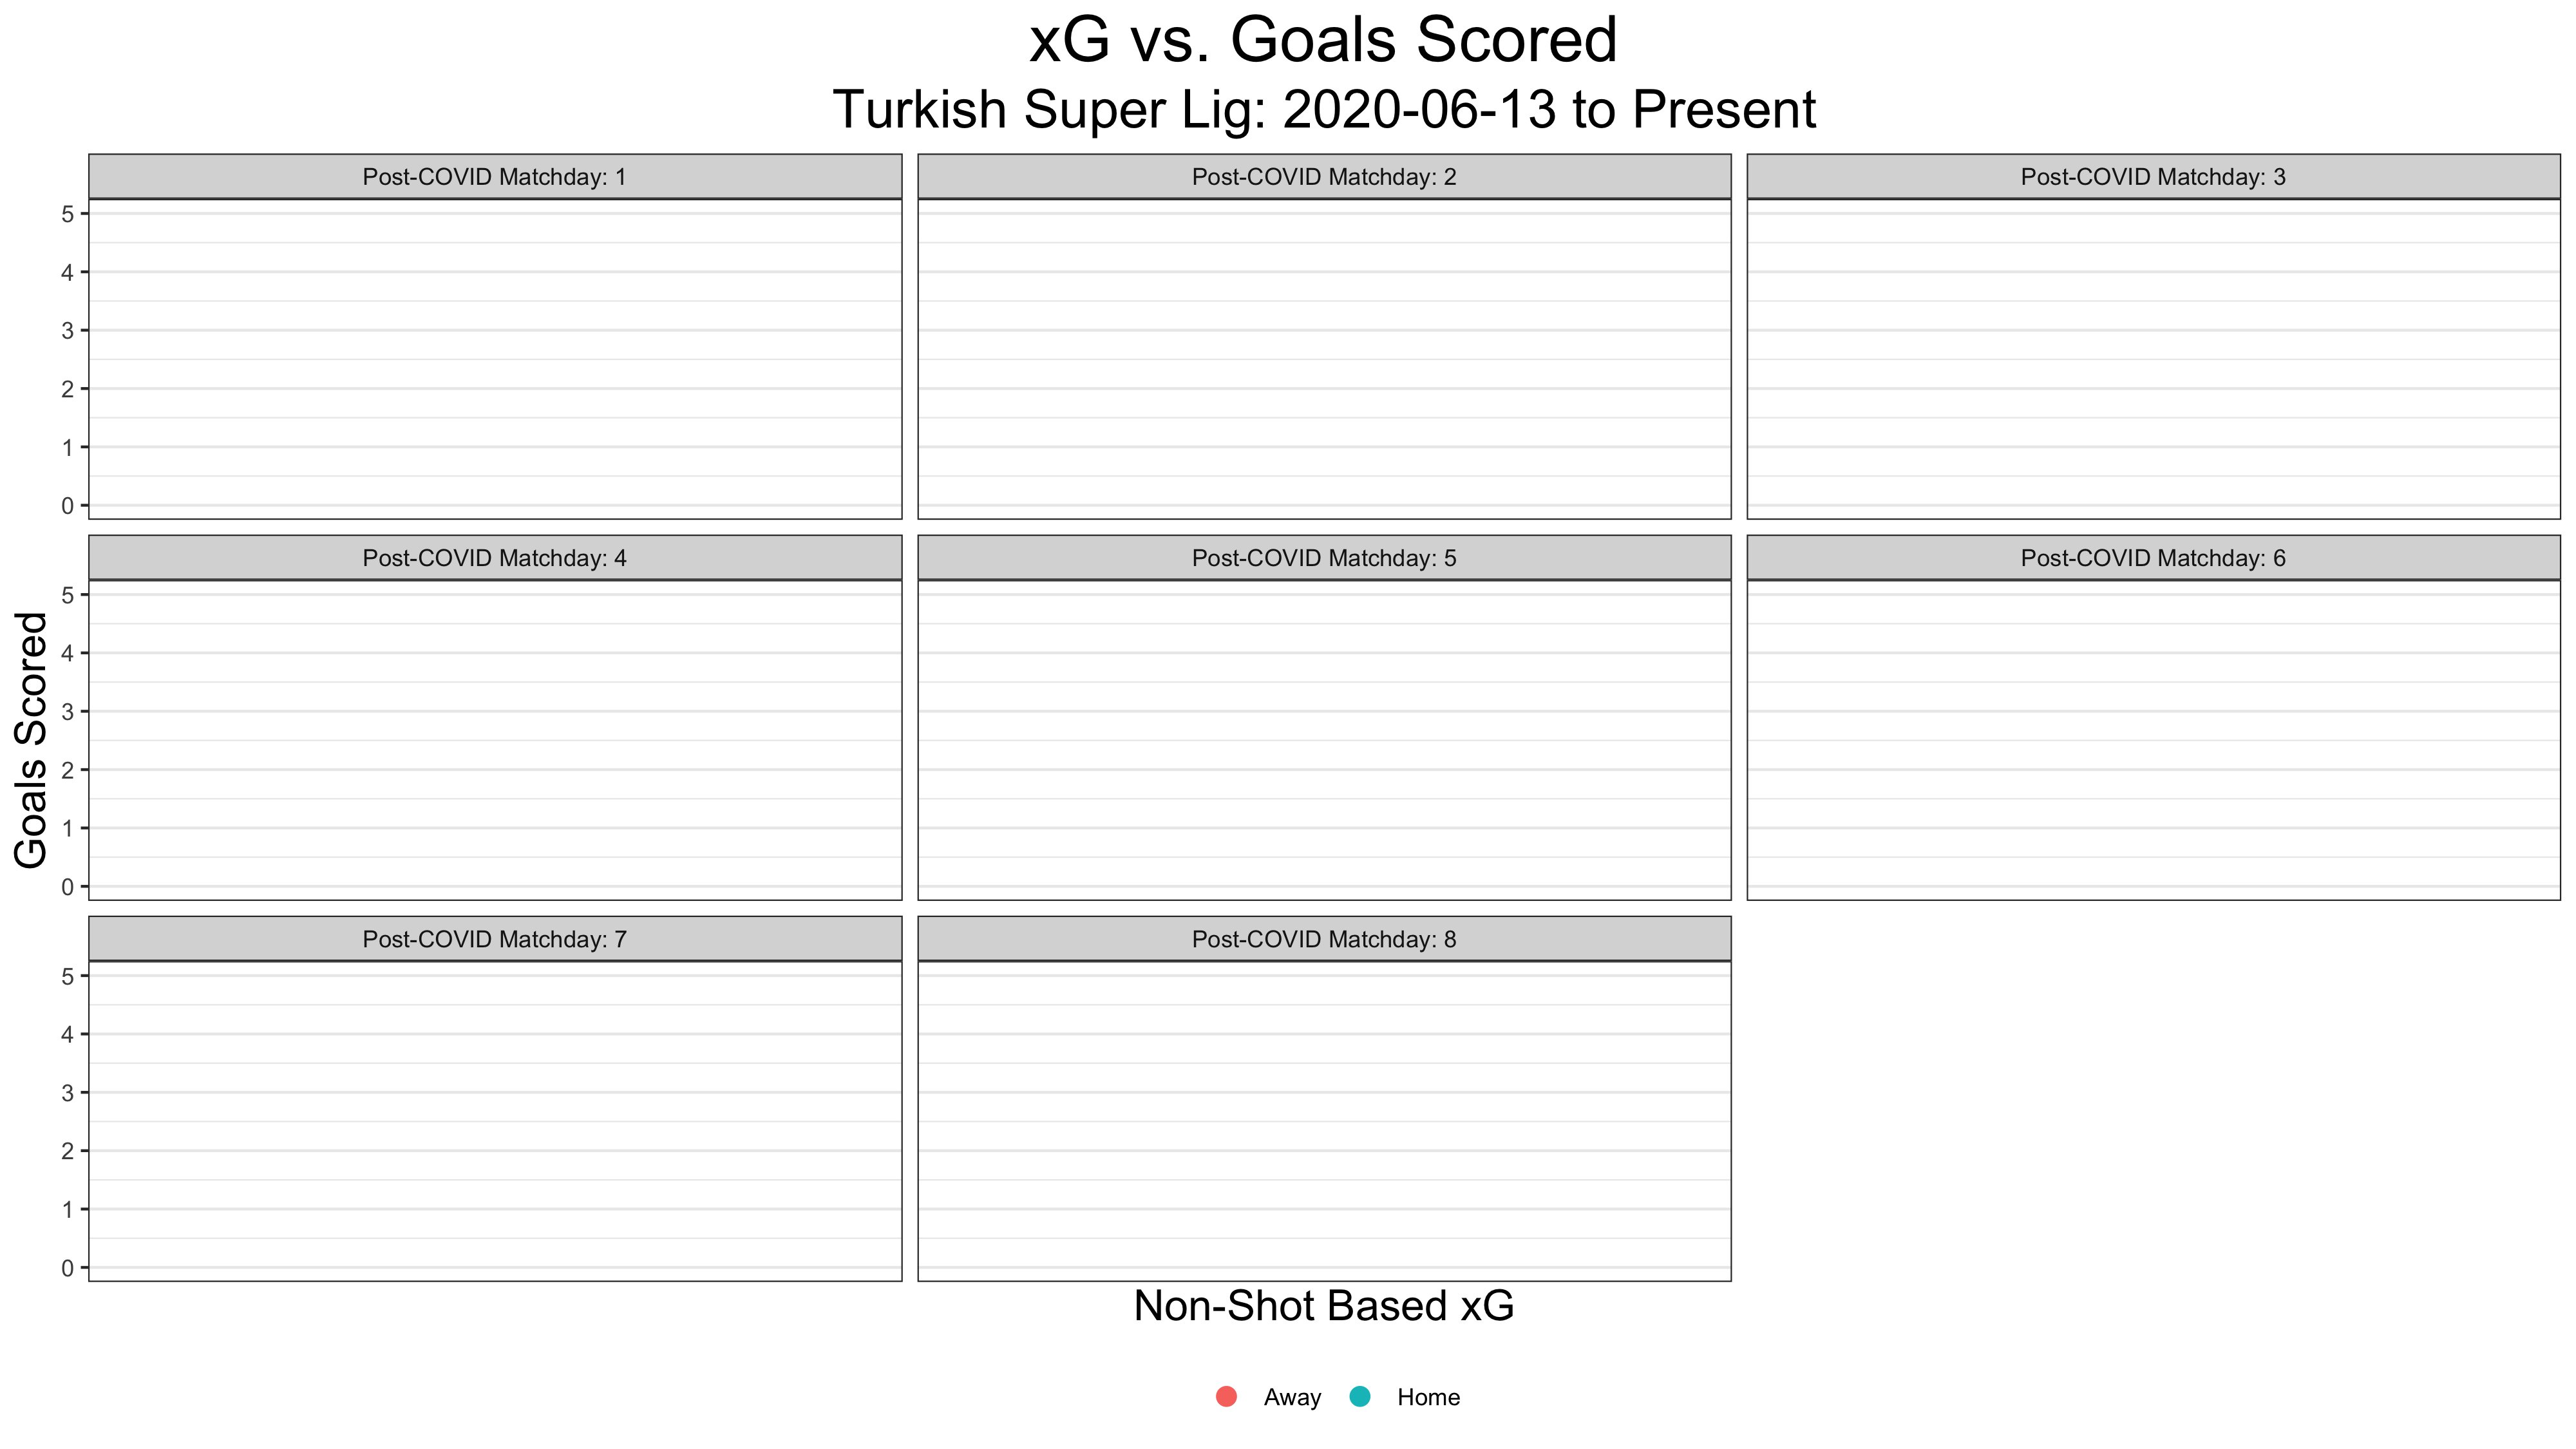 xG vs. Goals Scored
Turkish Super Lig: 2020-06-13 to Present
Post-COVID Matchday: 1
Post-COVID Matchday: 2
Post-COVID Matchday: 3
5
4
3
2
1
0
Post-COVID Matchday: 4
Post-COVID Matchday: 5
Post-COVID Matchday: 6
Goals Scored
5
4
3
2
1
0
Post-COVID Matchday: 7
Post-COVID Matchday: 8
5
4
3
2
1
0
Non-Shot Based xG
Away
Home